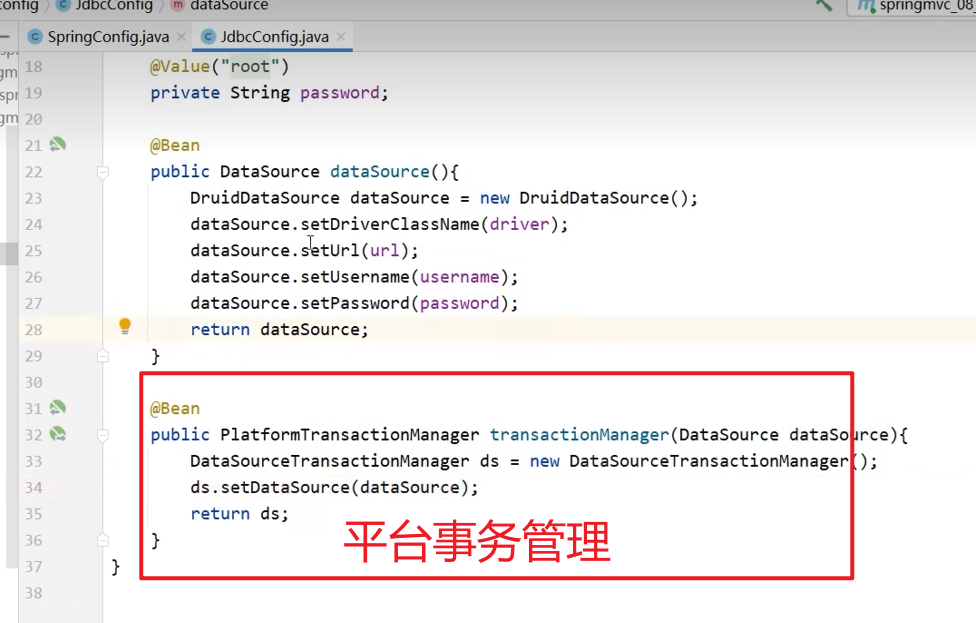 JdbcConfig dataSource springmvc_08
SpringConfig.java JdbcConfig.java
18 @Value("root")
19 private String password;
20
21 @Bean
22 public DataSource dataSource(){
23 DruidDataSource dataSource = new DruidDataSource();
24 dataSource.setDriverClassName(driver);
25 dataSource.setUrl(url);
26 dataSource.setUsername(username);
27 dataSource.setPassword(password);
28 return dataSource;
29 }
30
31 @Bean
32 public PlatformTransactionManager transactionManager(DataSource dataSource){
33 DataSourceTransactionManager ds = new DataSourceTransactionManager();
34 ds.setDataSource(dataSource);
35 return ds;
36 }
平台事务管理
37 }
38